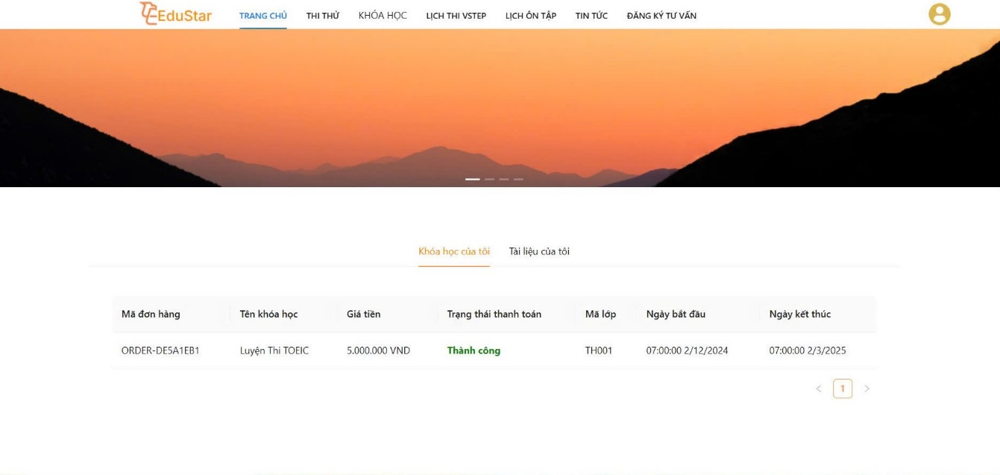 EduStar TRANG CHỦ THI THỬ KHÓA HỌC LỊCH THI VSTEP LỊCH ÔN TẬP TIN TỨC ĐĂNG KÝ TƯ VẤN
Khóa học của tôi Tài liệu của tôi
Mã đơn hàng Tên khóa học Giá tiền Trạng thái thanh toán Mã lớp Ngày bắt đầu Ngày kết thúc
ORDER-DE5A1EB1 Luyện Thi TOEIC 5.000.000 VND Thành công TH001 07:00:00 2/12/2024 07:00:00 2/3/2025
< 1 >